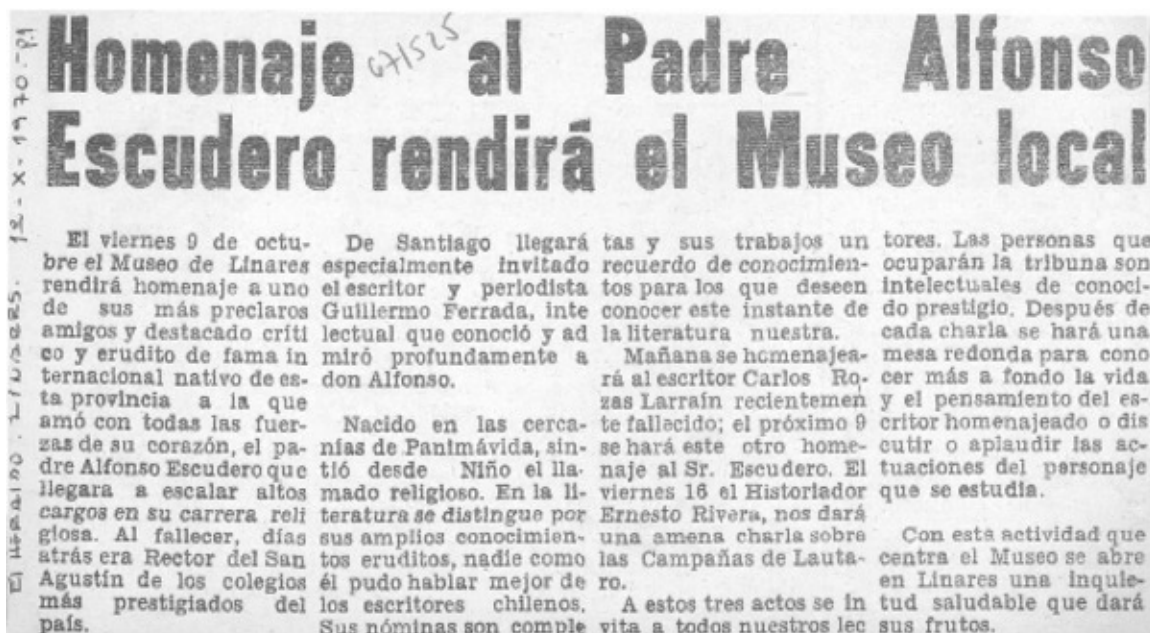 Homenaje al Padre Alfonso
Escudero rendirá el Museo local
67/525
El Heraldo. Linares. 12-X-1970-P.1
El viernes 9 de octu-
bre el Museo de Linares
rendirá homenaje a uno
de sus más preclaros
amigos y destacado críti
co y erudito de fama in
ternacional nativo de es-
ta provincia a la que
amó con todas las fuer-
zas de su corazón, el pa-
dre Alfonso Escudero que
llegara a escalar altos
cargos en su carrera reli
giosa. Al fallecer, días
atrás era Rector del San
Agustín de los colegios
más prestigiados del
país.
De Santiago llegará
especialmente invitado
el escritor y periodista
Guillermo Ferrada, inte
lectual que conoció y ad
miró profundamente a
don Alfonso.
Nacido en las cerca-
nías de Panimávida, sin-
tió desde Niño el lla-
mado religioso. En la li-
teratura se distingue por
sus amplios conocimien-
tos eruditos, nadie como
él pudo hablar mejor de
los escritores chilenos.
Sus nóminas son comple
tas y sus trabajos un
recuerdo de conocimien-
tos para los que deseen
conocer este instante de
la literatura nuestra.
Mañana se homenajea-
rá al escritor Carlos Ro-
zas Larraín recientemen
te fallecido; el próximo 9
se hará este otro home-
naje al Sr. Escudero. El
viernes 16 el Historiador
Ernesto Rivera, nos dará
una amena charla sobre
las Campañas de Lauta-
ro.
A estos tres actos se in
vita a todos nuestros lec
tores. Las personas que
ocuparán la tribuna son
intelectuales de conoci-
do prestigio. Después de
cada charla se hará una
mesa redonda para cono
cer más a fondo la vida
y el pensamiento del es-
critor homenajeado o dis
cutir o aplaudir las ac-
tuaciones del personaje
que se estudia.
Con esta actividad que
centra el Museo se abre
en Linares una inquie-
tud saludable que dará
sus frutos.